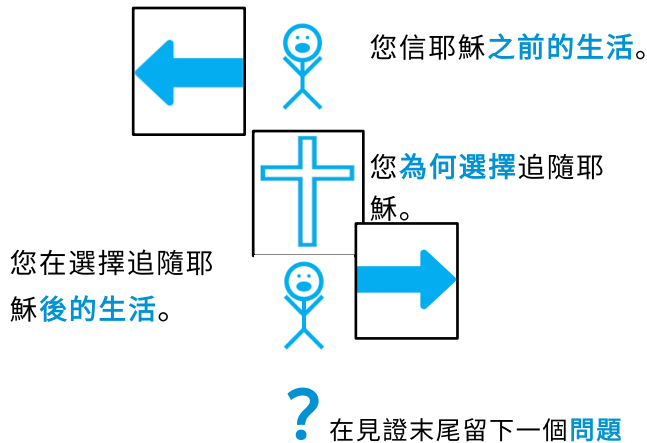 您信耶穌之前的生活。
您為何選擇追隨耶
穌。
您在選擇追隨耶
穌後的生活。
? 在見證末尾留下一個問題